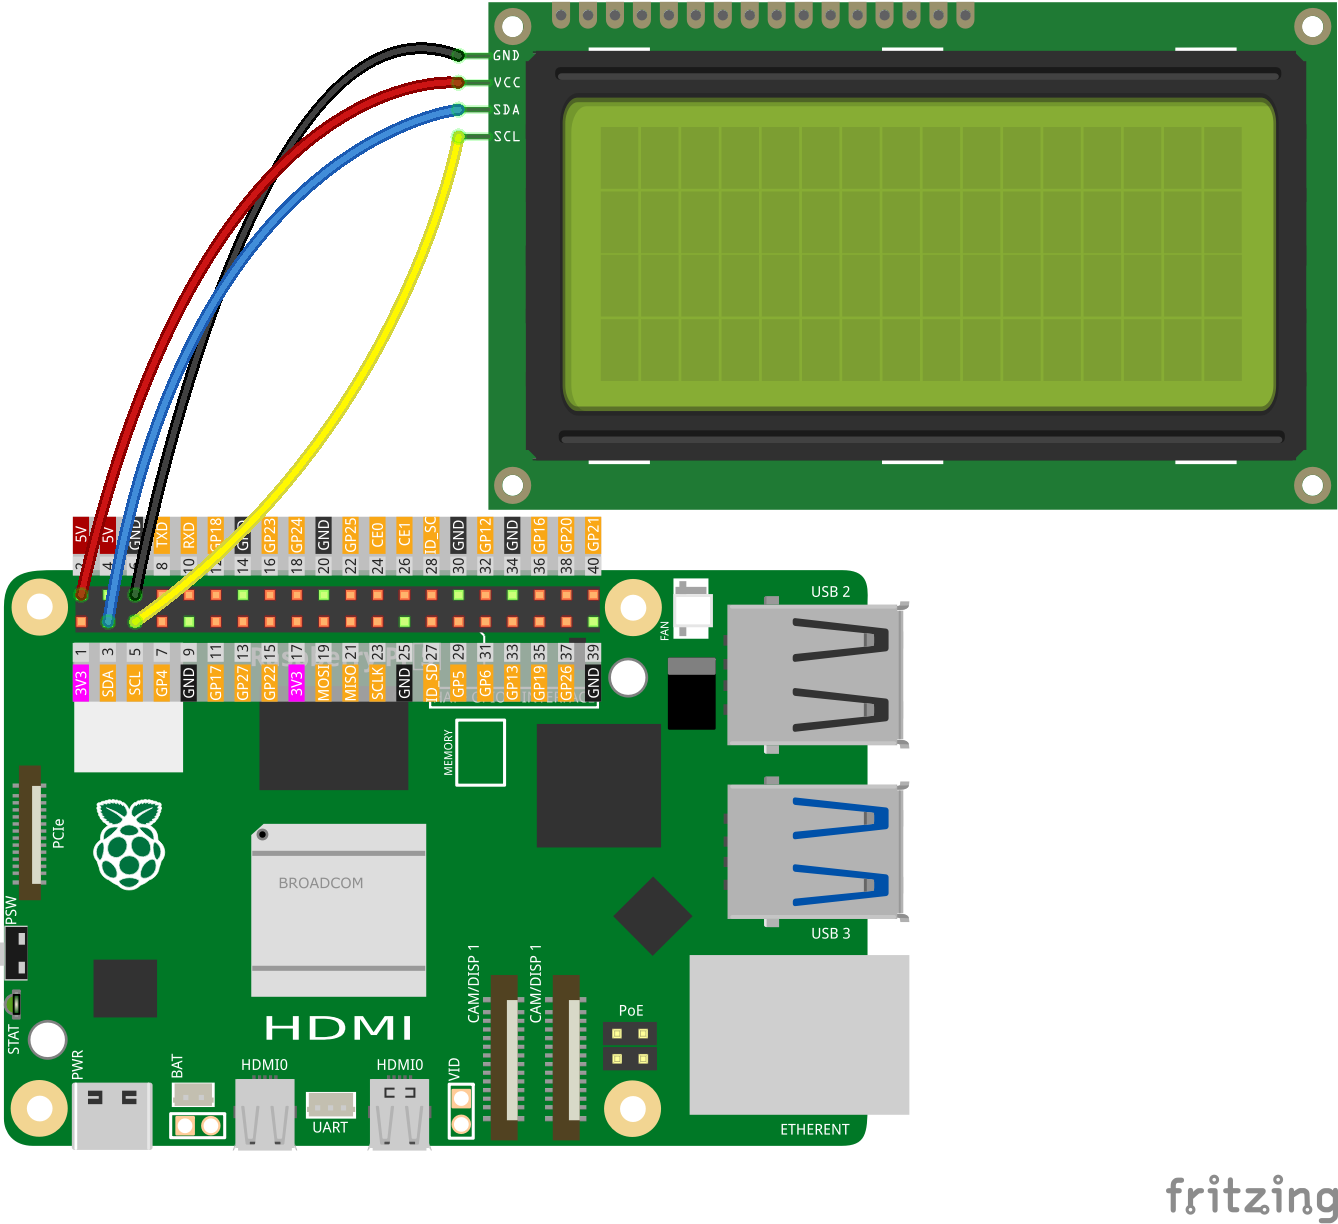 GND
VCC
SDA
SCL
5V 5V GND TXD RXD GP18 GND GP23 GP24 GND GP25 CE0 CE1 ID_SC GND GP12 GND GP16 GP20 GP21
2 4 6 8 10 12 14 16 18 20 22 24 26 28 30 32 34 36 38 40
1 3 5 7 9 11 13 15 17 19 21 23 25 27 29 31 33 35 37 39
3V3 SDA SCL GP4 GND GP17 GP27 GP22 3V3 MOSI MISO SCLK GND ID_SD GP5 GP6 GP13 GP19 GP26 GND
FAN
USB 2
MEMORY
PCIe
BROADCOM
PSW
USB 3
CAM/DISP 1
CAM/DISP 1
PoE
HDMI
STAT
PWR
BAT
HDMI0
HDMI0
VID
UART
ETHERENT
fritzing